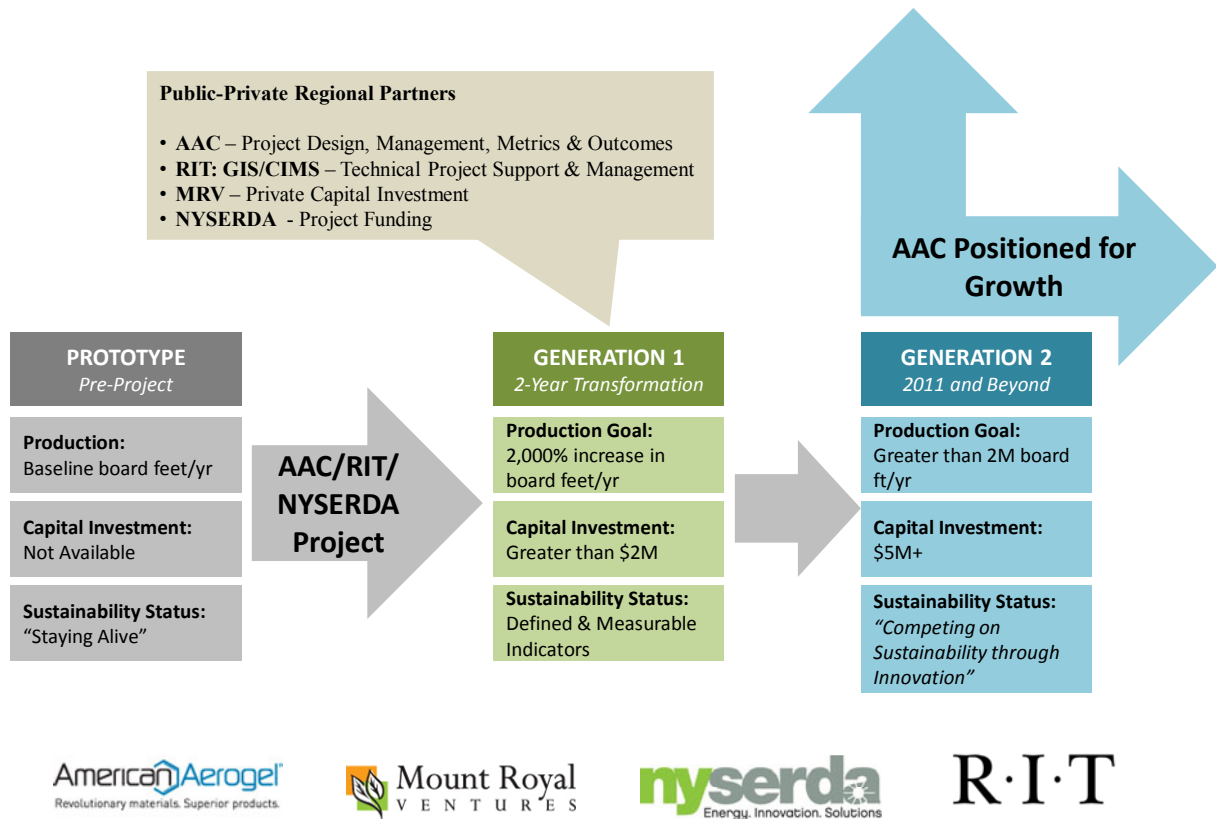 Public-Private Regional Partners
• AAC – Project Design, Management, Metrics & Outcomes
• RIT: GIS/CIMS – Technical Project Support & Management
• MRV – Private Capital Investment
• NYSERDA - Project Funding
AAC Positioned for
Growth
PROTOTYPE
Pre-Project
Production:
Baseline board feet/yr
Capital Investment:
Not Available
Sustainability Status:
“Staying Alive”
AAC/RIT/
NYSERDA
Project
GENERATION 1
2-Year Transformation
Production Goal:
2,000% increase in
board feet/yr
Capital Investment:
Greater than $2M
Sustainability Status:
Defined & Measurable
Indicators
GENERATION 2
2011 and Beyond
Production Goal:
Greater than 2M board
ft/yr
Capital Investment:
$5M+
Sustainability Status:
“Competing on
Sustainability through
Innovation”
American Aerogel
Revolutionary materials. Superior products.
Mount Royal
VENTURES
nyserda
Energy. Innovation. Solutions
R·I·T